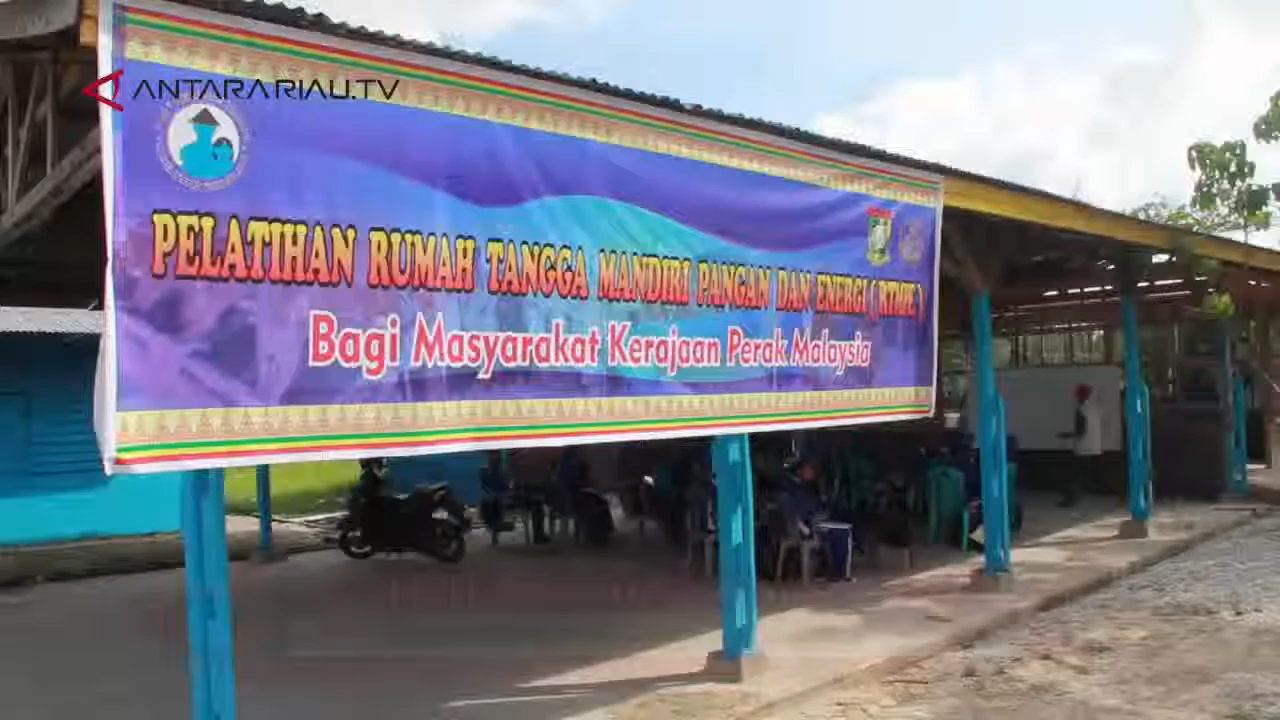 ANTARARIAU.TV
PELATIHAN RUMAH TANGGA MANDIRI PANGAN DAN ENERGI (RTMPE)
Bagi Masyarakat Kerajaan Perak Malaysia